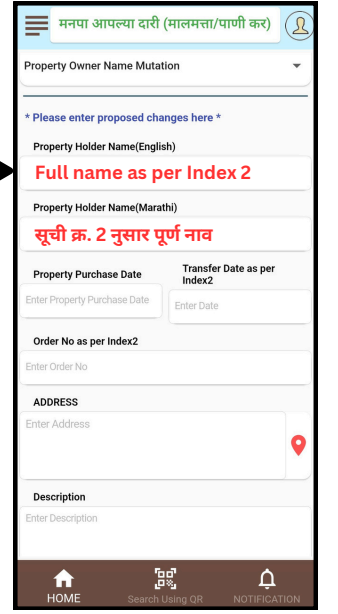 मनपा आपल्या दारी (मालमत्ता/पाणी कर)
Property Owner Name Mutation
* Please enter proposed changes here *
Property Holder Name(English)
Full name as per Index 2
Property Holder Name(Marathi)
सूची क्र. 2 नुसार पूर्ण नाव
Property Purchase Date
Transfer Date as per
Index2
Enter Property Purchase Date
Enter Date
Order No as per Index2
Enter Order No
ADDRESS
Enter Address
Description
Enter Description
HOME
Search Using QR
NOTIFICATION